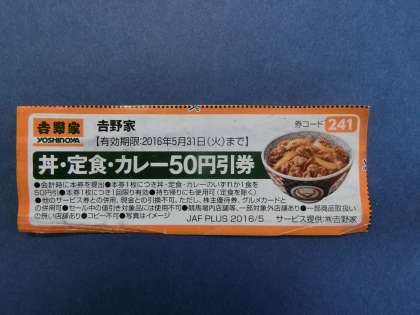 吉野家
YOSHINOYA
吉野家
【有効期限:2016年5月31日(火)まで】
券コード 241
丼・定食・カレー50円引券
●会計時に本券を提出●本券1枚につき丼・定食・カレーのいずれか1食を
50円引●本券1枚につき1回限り有効●持ち帰りにも使用可(定食を除く)
●他のサービス券との併用、現金との引換不可。ただし、株主優待券、グルメカードと
の併用可●セール中の値引き対象品には使用不可●競馬場内店舗等、一部対象外店舗あり●一部商品取扱い
の無い店舗あり●コピー不可●写真はイメージ
JAF PLUS 2016/5 サービス提供:㈱吉野家